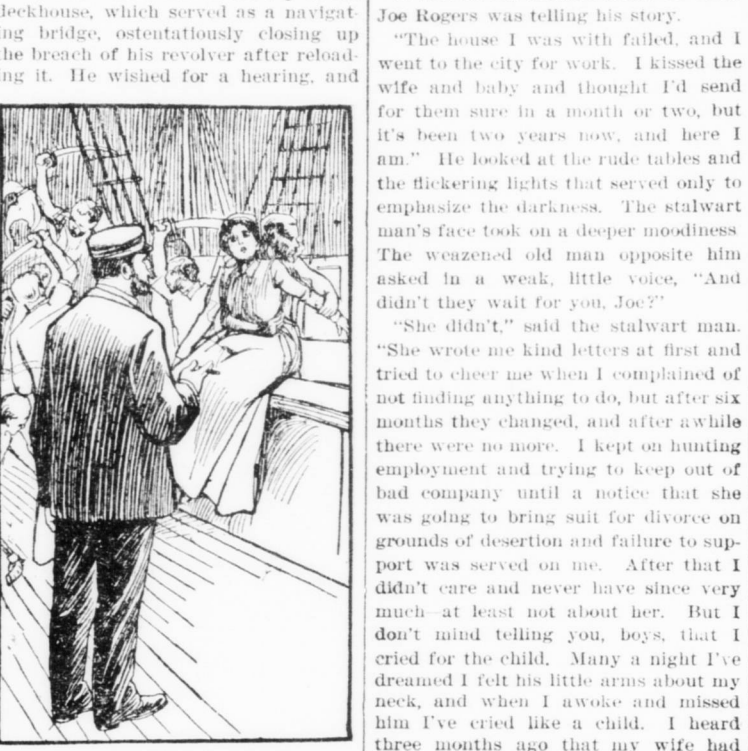 deckhouse, which served as a navigat-
ing bridge, ostentatiously closing up
the breach of his revolver after reload-
ing it. He wished for a hearing, and
Joe Rogers was telling his story.
"The house I was with failed, and I
went to the city for work. I kissed the
wife and baby and thought I'd send
for them sure in a month or two, but
it's been two years now, and here I
am." He looked at the rude tables and
the flickering lights that served only to
emphasize the darkness. The stalwart
man's face took on a deeper moodiness
The weazened old man opposite him
asked in a weak, little voice, "And
didn't they wait for you, Joe?"
"She didn't," said the stalwart man.
"She wrote me kind letters at first and
tried to cheer me when I complained of
not finding anything to do, but after six
months they changed, and after awhile
there were no more. I kept on hunting
employment and trying to keep out of
bad company until a notice that she
was going to bring suit for divorce on
grounds of desertion and failure to sup-
port was served on me. After that I
didn't care and never have since very
much—at least not about her. But I
don't mind telling you, boys, that I
cried for the child. Many a night I've
dreamed I felt his little arms about my
neck, and when I awoke and missed
him I've cried like a child. I heard
three months ago that my wife had